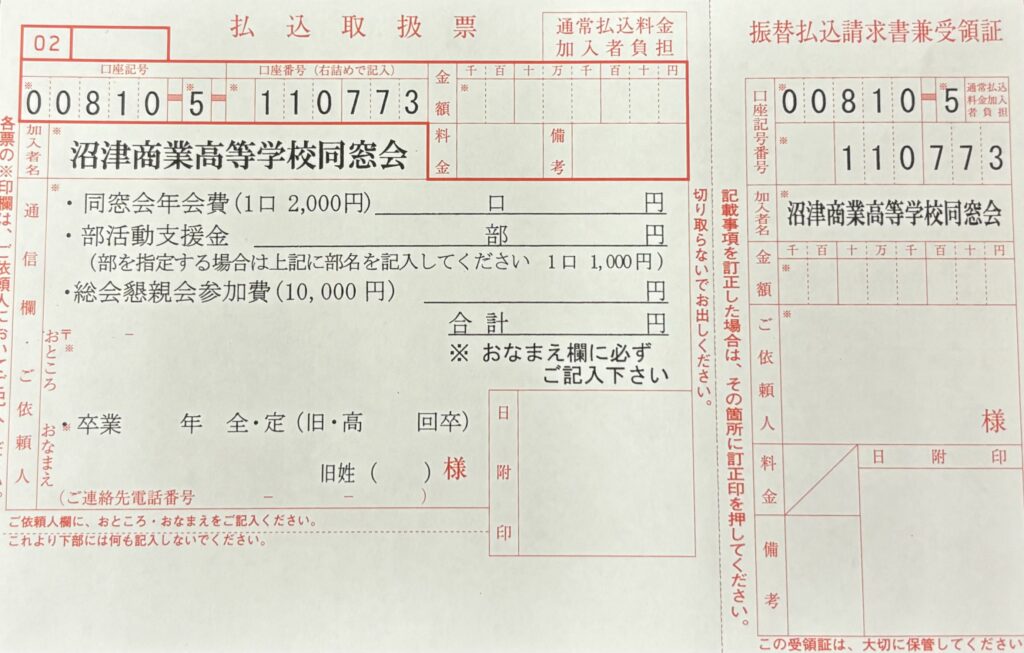 払込取扱票
通常払込料金
加入者負担
02
口座記号
口座番号(右詰めで記入)
金額
千 百 十 万 千 百 十 円
※
00810-5-
※
110773
※
料金
備考
加入者名
※
沼津商業高等学校同窓会
通信欄・ご依頼人
※
・同窓会年会費(1口 2,000円) 口 円
・部活動支援金 部 円
(部を指定する場合は上記に部名を記入してください 1口 1,000円)
・総会懇親会参加費(10,000 円) 円
合 計 円
※ おなまえ欄に必ず
ご記入下さい
〒 －
おところ
※
・卒業 年 全・定(旧・高 回卒)
おなまえ
※
旧姓( ) 様
(ご連絡先電話番号 － － )
日附印
ご依頼人欄に、おところ・おなまえをご記入ください。
これより下部には何も記入しないでください。
各票の※印欄は、ご依頼人において
切り取らないでお出しください。
記載事項を訂正した場合は、その箇所に訂正印を押してください。
振替払込請求書兼受領証
口座記号番号
※
00810-5
※
通常払込
料金加入
者負担
※
110773
加入者名
※
沼津商業高等学校同窓会
金額
千 百 十 万 千 百 十 円
※
ご依頼人
※
様
料金
日 附 印
備考
この受領証は、大切に保管してください